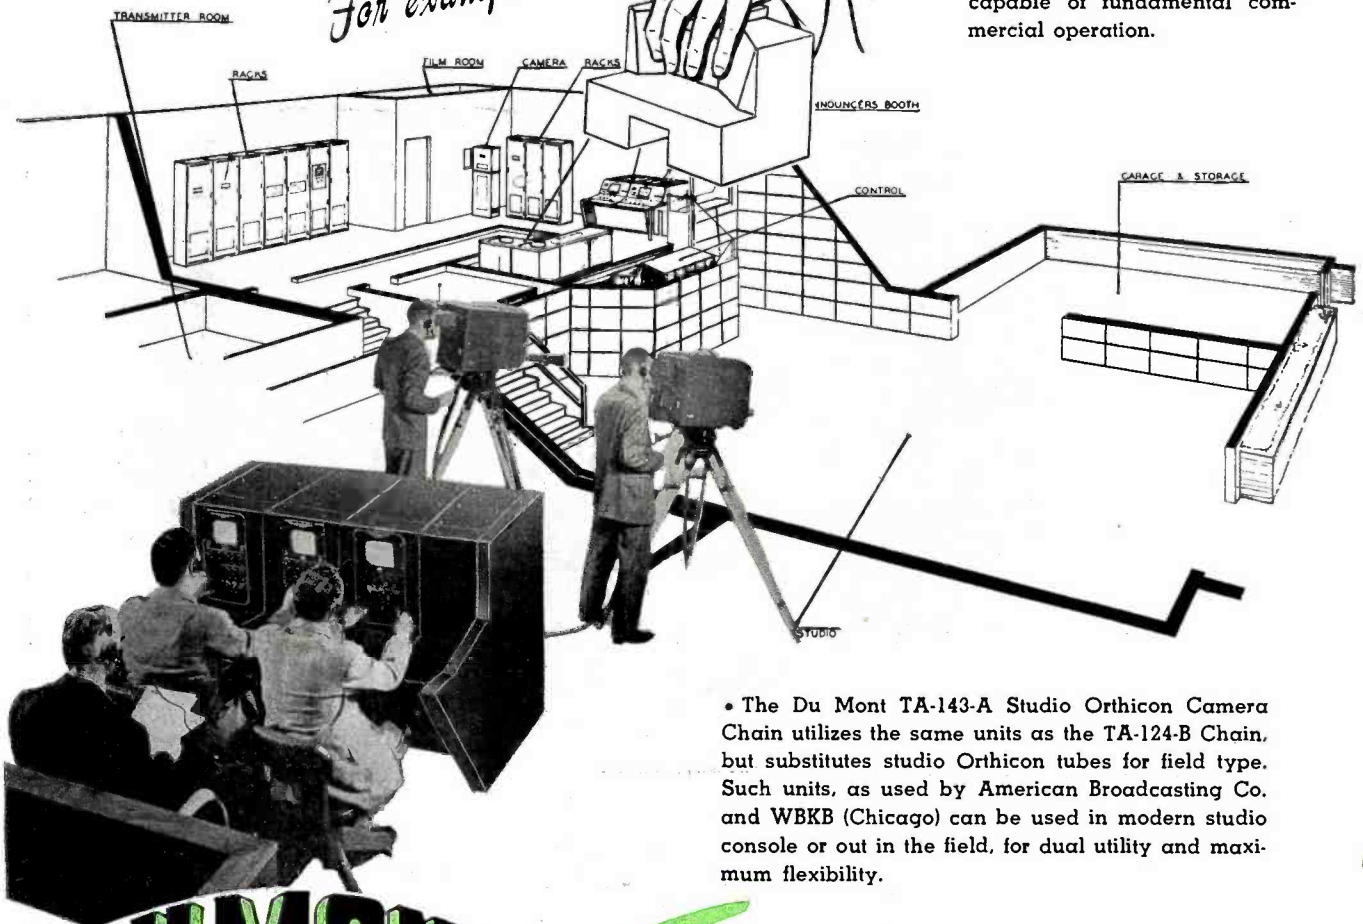 For
capable of fundamental com-
mercial operation.
TRANSMITTER ROOM
RACKS
FILM ROOM
CAMERA
RACKS
BOOTH
CONTROL
GARAGE & STORAGE
STUDIO
• The Du Mont TA-143-A Studio Orthicon Camera
Chain utilizes the same units as the TA-124-B Chain,
but substitutes studio Orthicon tubes for field type.
Such units, as used by American Broadcasting Co.
and WBKB (Chicago) can be used in modern studio
console or out in the field, for dual utility and maxi-
mum flexibility.